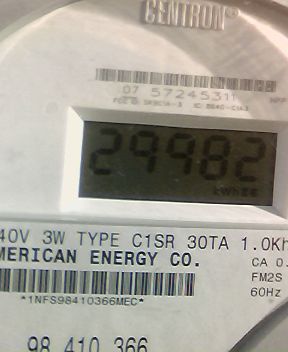 CENTRON®
07 57245311
29982
kWh
40V 3W TYPE C1SR 30TA 1.0Kh
MERICAN ENERGY CO.
CA 0.
FM2S
60Hz
*1NFS98410366MEC*
98 410 366